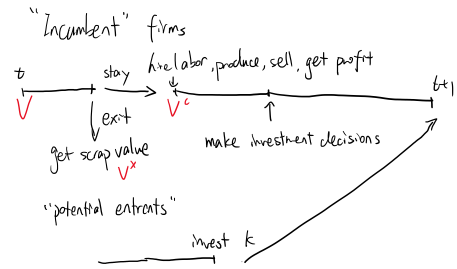 "Incumbent" firms
t
stay
hire labor, produce, sell, get profit
t+1
V
V^c
exit
get scrap value
V^x
make investment decisions
"potential entrants"
invest k